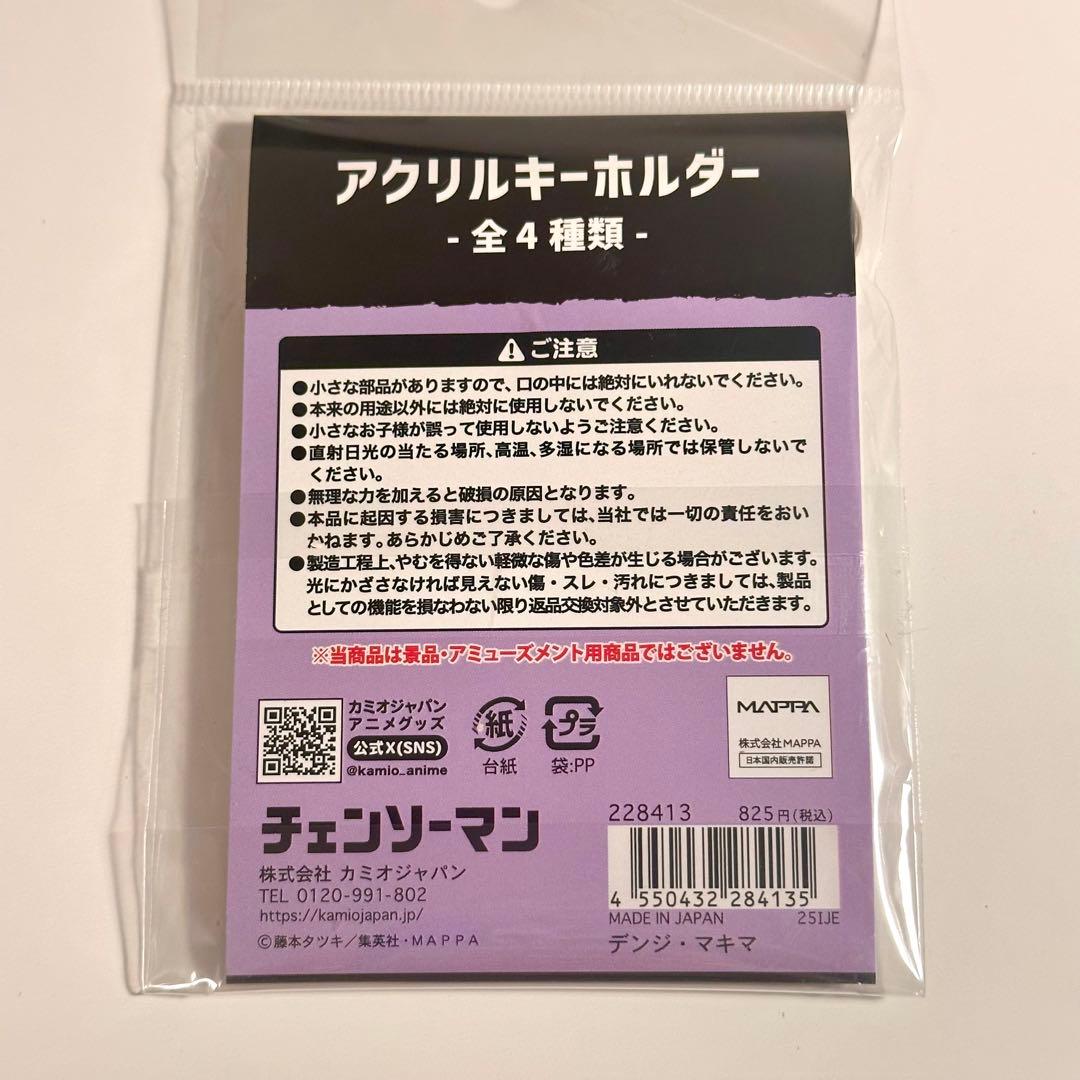 アクリルキーホルダー
- 全4種類 -
ご注意
●小さな部品がありますので、口の中には絶対にいれないでください。
●本来の用途以外には絶対に使用しないでください。
●小さなお子様が誤って使用しないようご注意ください。
●直射日光の当たる場所、高温、多湿になる場所では保管しないで
ください。
●無理な力を加えると破損の原因となります。
●本品に起因する損害につきましては、当社では一切の責任をおい
かねます。あらかじめご了承ください。
●製造工程上、やむを得ない軽微な傷や色差が生じる場合がございます。
光にかざさなければ見えない傷・スレ・汚れにつきましては、製品
としての機能を損なわない限り返品交換対象外とさせていただきます。
※当商品は景品・アミューズメント用商品ではございません。
カミオジャパン
アニメグッズ
公式X(SNS)
@kamio_anime
紙
台紙
プラ
袋:PP
MAPPA
株式会社MAPPA
日本国内販売許諾
チェンソーマン
株式会社 カミオジャパン
TEL 0120-991-802
https://kamiojapan.jp/
©藤本タツキ/集英社・MAPPA
228413 825円(税込)
4 550432 284135
MADE IN JAPAN 25IJE
デンジ・マキマ